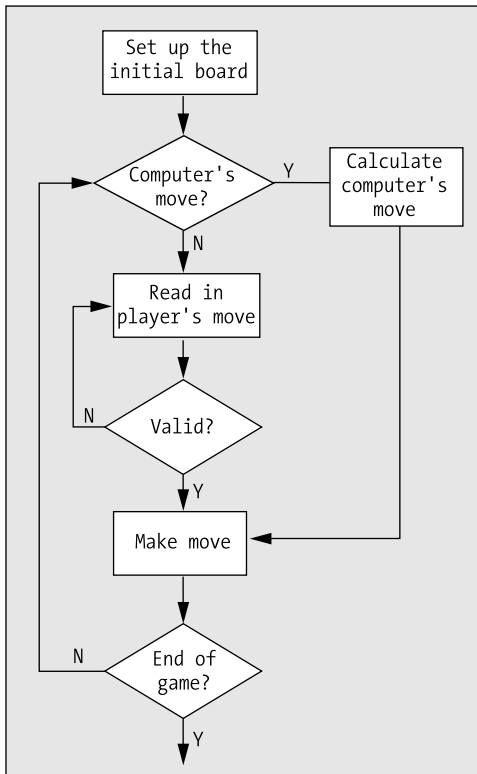 Set up the
initial board
Computer's
move?
Y
Calculate
computer's
move
N
Read in
player's move
N
Valid?
Y
Make move
N
End of
game?
Y